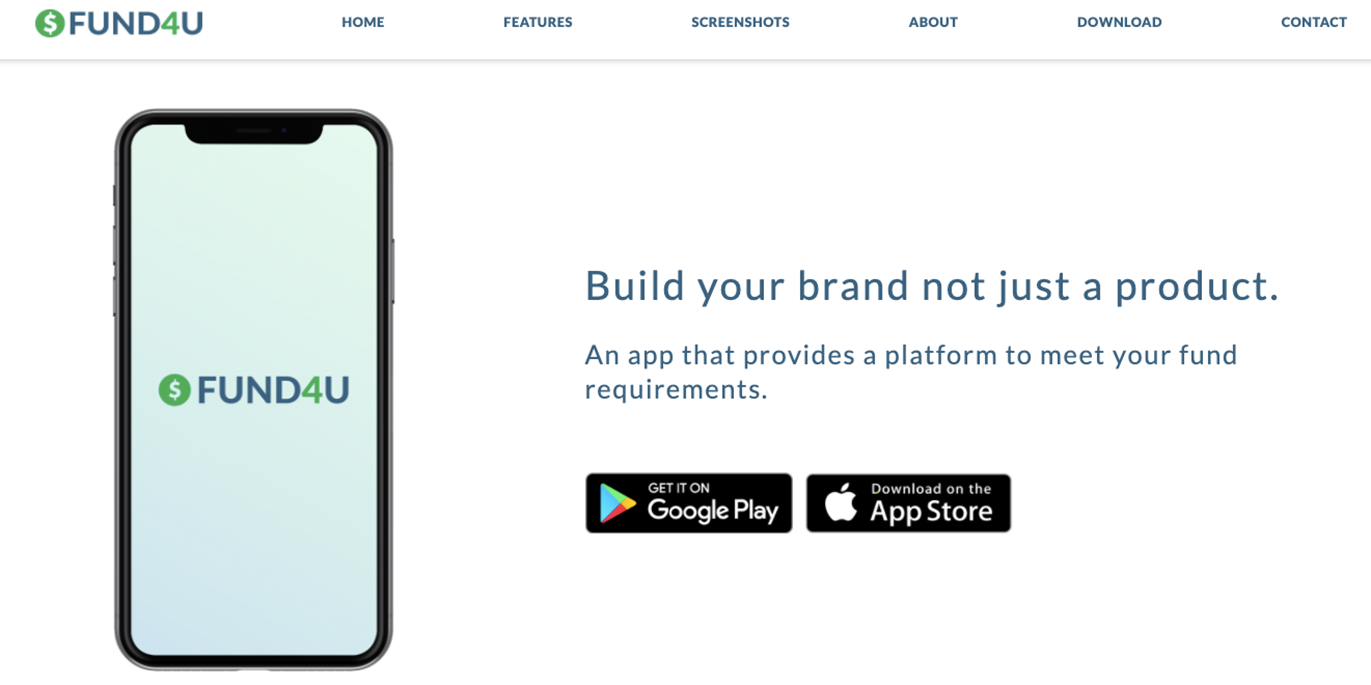 $ FUND4U
HOME FEATURES SCREENSHOTS ABOUT DOWNLOAD CONTACT
$ FUND4U
Build your brand not just a product.
An app that provides a platform to meet your fund
requirements.
GET IT ON
Google Play
Download on the
App Store